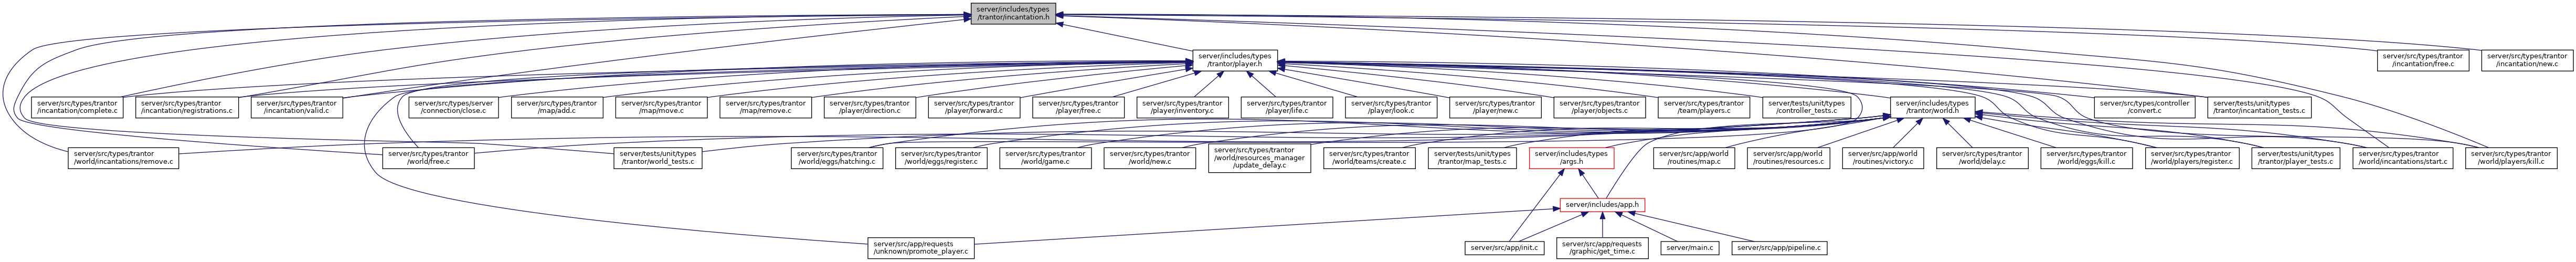 server/includes/types
/trantor/incantation.h
server/includes/types
/trantor/player.h
server/src/types/trantor
/incantation/free.c
server/src/types/trantor
/incantation/new.c
server/src/types/trantor
/incantation/complete.c
server/src/types/trantor
/incantation/registrations.c
server/src/types/trantor
/incantation/valid.c
server/src/types/server
/connection/close.c
server/src/types/trantor
/map/add.c
server/src/types/trantor
/map/move.c
server/src/types/trantor
/map/remove.c
server/src/types/trantor
/player/direction.c
server/src/types/trantor
/player/forward.c
server/src/types/trantor
/player/free.c
server/src/types/trantor
/player/inventory.c
server/src/types/trantor
/player/life.c
server/src/types/trantor
/player/look.c
server/src/types/trantor
/player/new.c
server/src/types/trantor
/player/objects.c
server/src/types/trantor
/team/players.c
server/tests/unit/types
/controller_tests.c
server/includes/types
/trantor/world.h
server/src/types/controller
/convert.c
server/tests/unit/types
/trantor/incantation_tests.c
server/src/types/trantor
/world/incantations/remove.c
server/src/types/trantor
/world/free.c
server/tests/unit/types
/trantor/world_tests.c
server/src/types/trantor
/world/eggs/hatching.c
server/src/types/trantor
/world/eggs/register.c
server/src/types/trantor
/world/game.c
server/src/types/trantor
/world/new.c
server/src/types/trantor
/world/resources_manager
/update_delay.c
server/src/types/trantor
/world/teams/create.c
server/tests/unit/types
/trantor/map_tests.c
server/includes/types
/args.h
server/src/app/world
/routines/map.c
server/src/app/world
/routines/resources.c
server/src/app/world
/routines/victory.c
server/src/types/trantor
/world/delay.c
server/src/types/trantor
/world/eggs/kill.c
server/src/types/trantor
/world/players/register.c
server/tests/unit/types
/trantor/player_tests.c
server/src/types/trantor
/world/incantations/start.c
server/src/types/trantor
/world/players/kill.c
server/includes/app.h
server/src/app/requests
/unknown/promote_player.c
server/src/app/init.c
server/src/app/requests
/graphic/get_time.c
server/main.c
server/src/app/pipeline.c